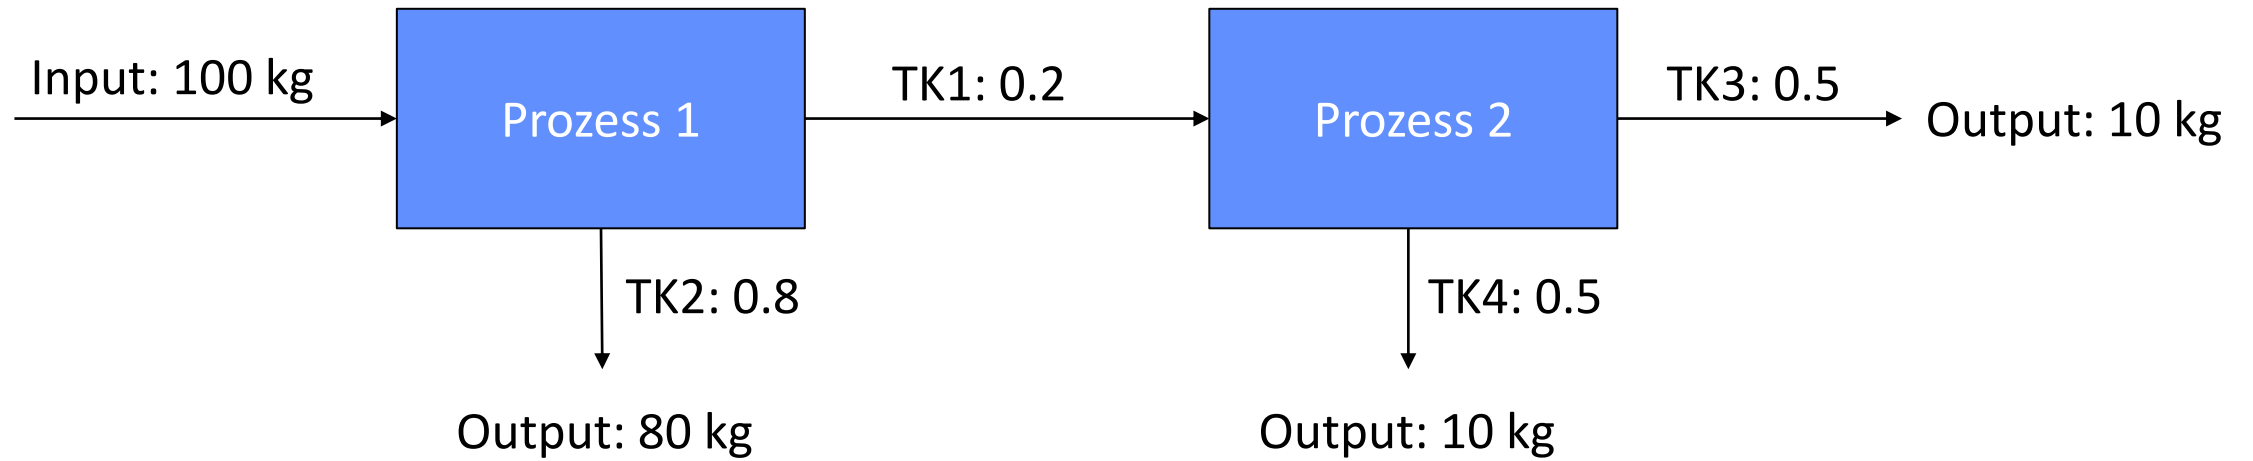 Input: 100 kg
Prozess 1
TK1: 0.2
Prozess 2
TK3: 0.5
Output: 10 kg
TK2: 0.8
TK4: 0.5
Output: 80 kg
Output: 10 kg